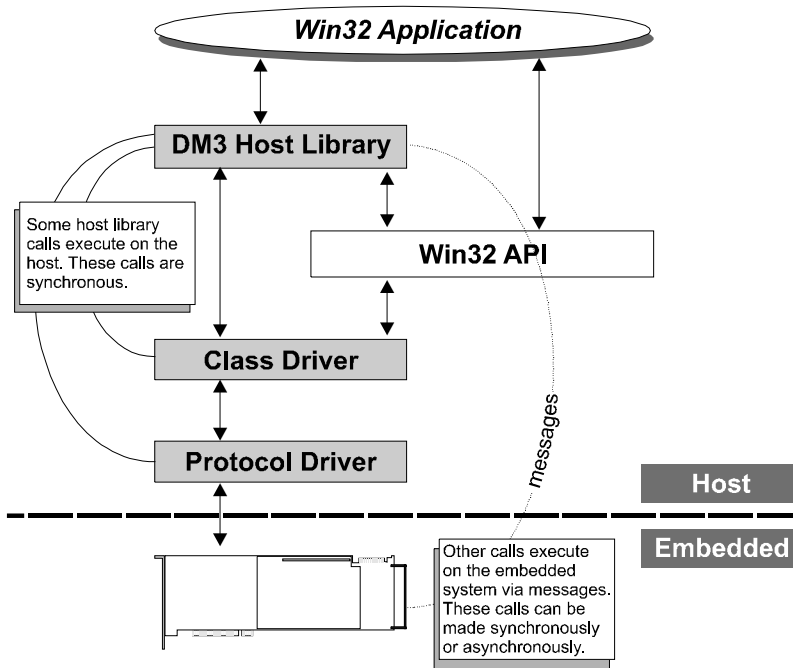 Win32 Application
DM3 Host Library
Some host library
calls execute on the
host. These calls are
synchronous.
Win32 API
Class Driver
messages
Protocol Driver
Host
Embedded
Other calls execute
on the embedded
system via messages.
These calls can be
made synchronously
or asynchronously.